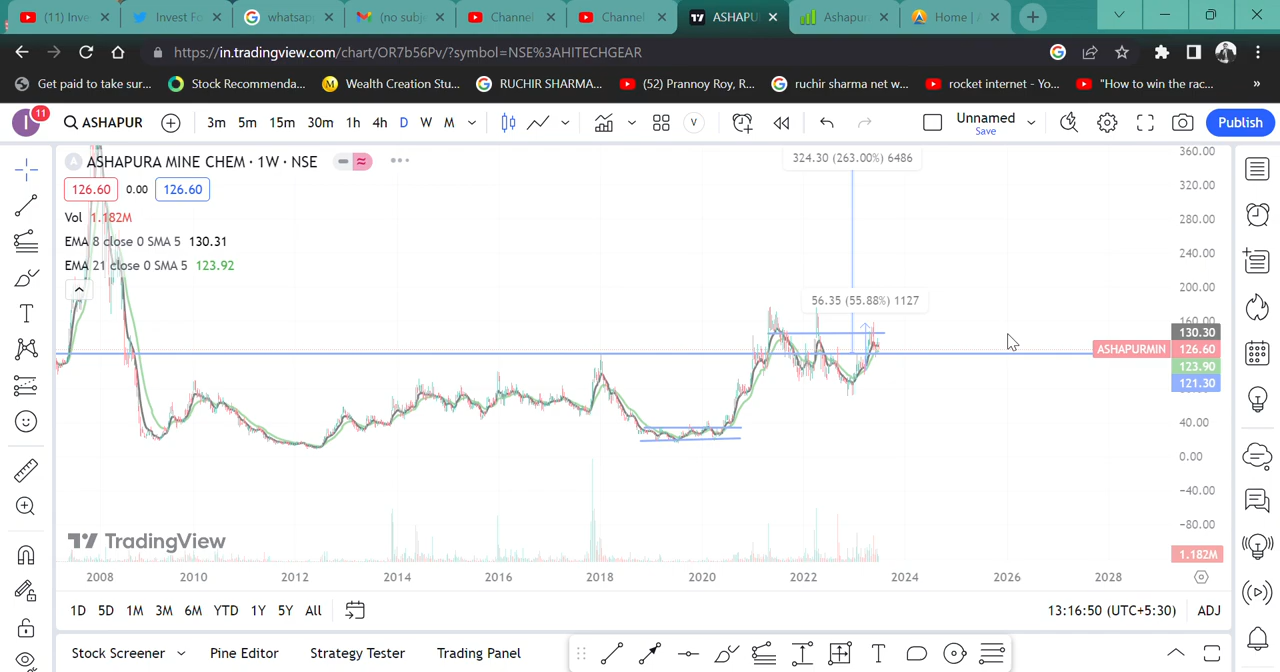 (11) Inve
Invest Fo
whatsap
(no subj
Channel
Channel
ASHAPU
Ashapur
Home | A
https://in.tradingview.com/chart/OR7b56Pv/?symbol=NSE%3AHITECHGEAR
Get paid to take sur...
Stock Recommenda...
Wealth Creation Stu...
RUCHIR SHARMA...
(52) Prannoy Roy, R...
ruchir sharma net w...
rocket internet - Yo...
"How to win the rac...
»
I
11
ASHAPUR
3m 5m 15m 30m 1h 4h D W M
V
Unnamed
Save
Publish
A ASHAPURA MINE CHEM · 1W · NSE
126.60 0.00 126.60
Vol 1.182M
EMA 8 close 0 SMA 5 130.31
EMA 21 close 0 SMA 5 123.92
324.30 (263.00%) 6486
56.35 (55.88%) 1127
360.00
320.00
280.00
240.00
200.00
160.00
130.30
ASHAPURMIN 126.60
123.90
121.30
40.00
0.00
−40.00
−80.00
1.182M
TradingView
2008 2010 2012 2014 2016 2018 2020 2022 2024 2026 2028
1D 5D 1M 3M 6M YTD 1Y 5Y All
13:16:50 (UTC+5:30) ADJ
Stock Screener Pine Editor Strategy Tester Trading Panel
T